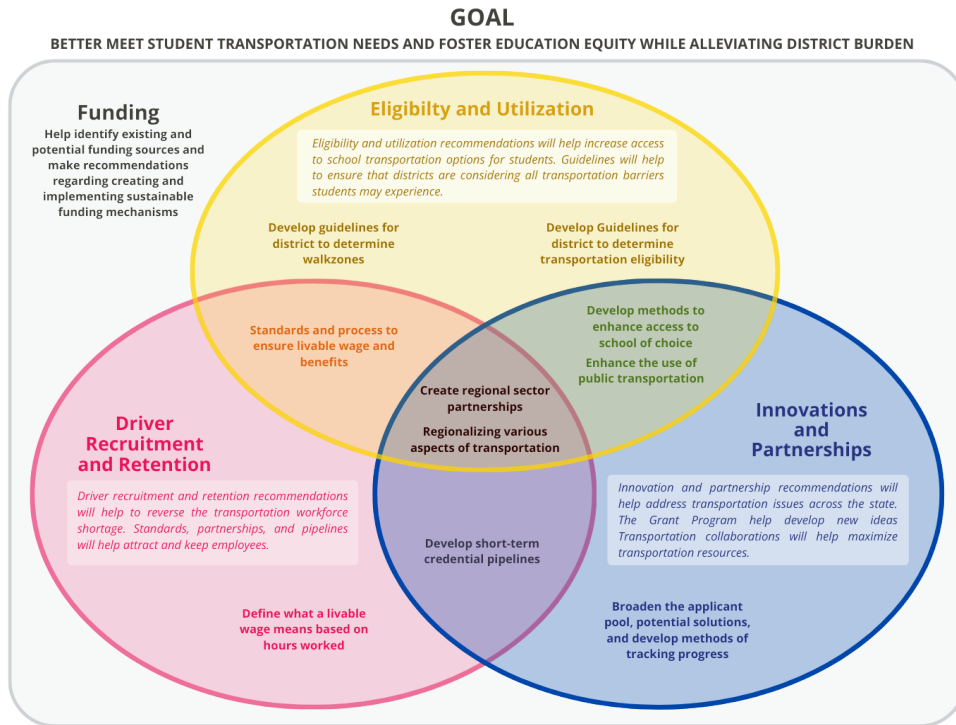 GOAL
BETTER MEET STUDENT TRANSPORTATION NEEDS AND FOSTER EDUCATION EQUITY WHILE ALLEVIATING DISTRICT BURDEN
Funding
Help identify existing and
potential funding sources and
make recommendations
regarding creating and
implementing sustainable
funding mechanisms
Eligibilty and Utilization
Eligibility and utilization recommendations will help increase access
to school transportation options for students. Guidelines will help
to ensure that districts are considering all transportation barriers
students may experience.
Develop guidelines for
district to determine
walkzones
Develop Guidelines for
district to determine
transportation eligibility
Standards and process to
ensure livable wage and
benefits
Develop methods to
enhance access to
school of choice
Enhance the use of
public transportation
Create regional sector
partnerships
Regionalizing various
aspects of transportation
Driver
Recruitment
and Retention
Driver recruitment and retention recommendations
will help to reverse the transportation workforce
shortage. Standards, partnerships, and pipelines
will help attract and keep employees.
Innovations
and
Partnerships
Innovation and partnership recommendations will
help address transportation issues across the state.
The Grant Program help develop new ideas
Transportation collaborations will help maximize
transportation resources.
Develop short-term
credential pipelines
Define what a livable
wage means based on
hours worked
Broaden the applicant
pool, potential solutions,
and develop methods of
tracking progress